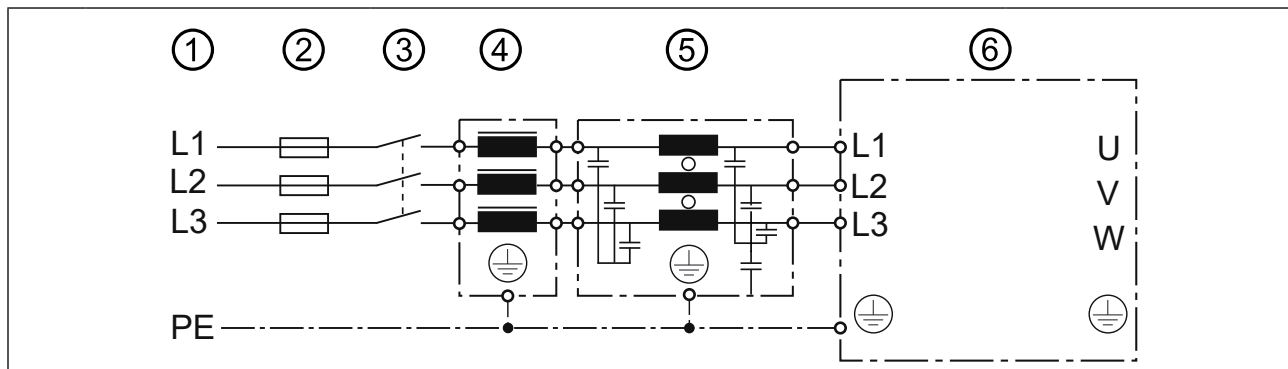 ① ② ③ ④ ⑤ ⑥
L1 L1 U
L2 L2 V
L3 L3 W
PE